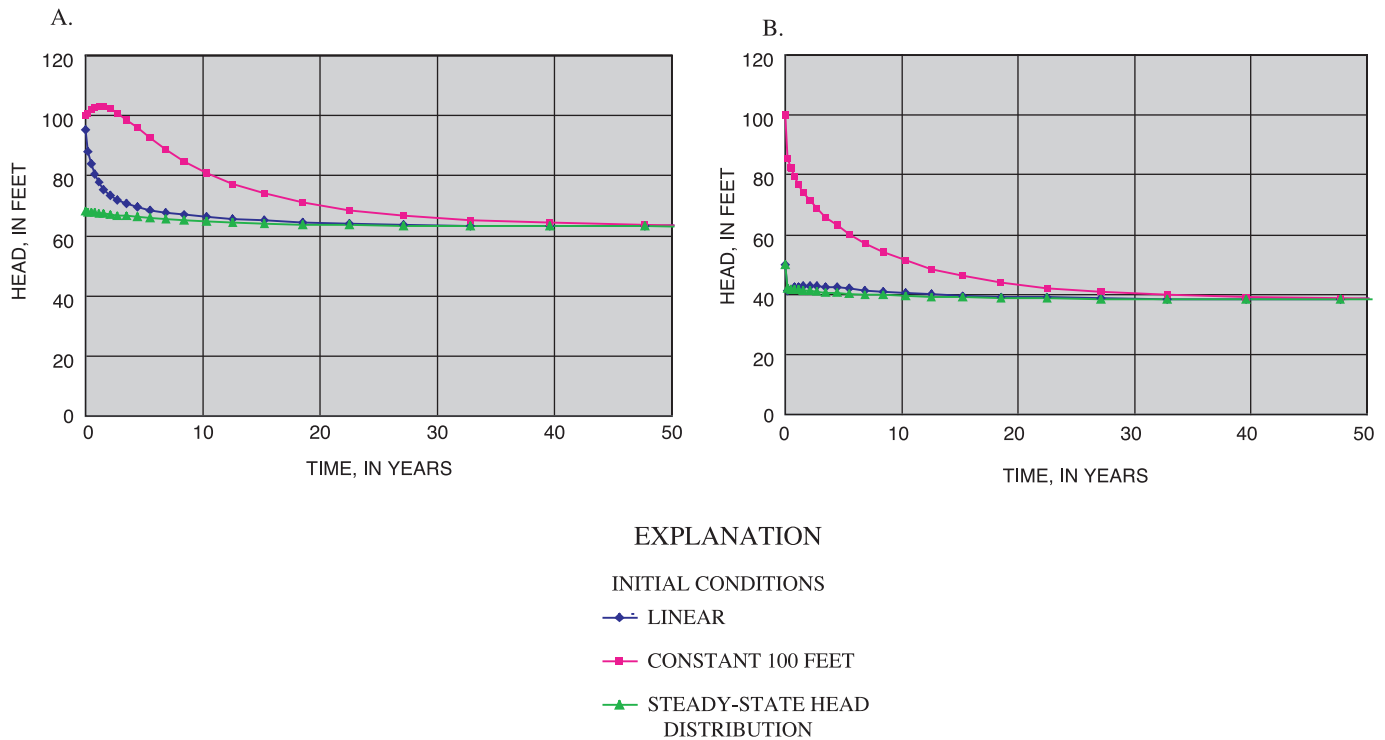 A.
120
100
80
60
40
20
0
HEAD, IN FEET
0 10 20 30 40 50
TIME, IN YEARS
B.
120
100
80
60
40
20
0
HEAD, IN FEET
0 10 20 30 40 50
TIME, IN YEARS
EXPLANATION
INITIAL CONDITIONS
LINEAR
CONSTANT 100 FEET
STEADY-STATE HEAD
DISTRIBUTION